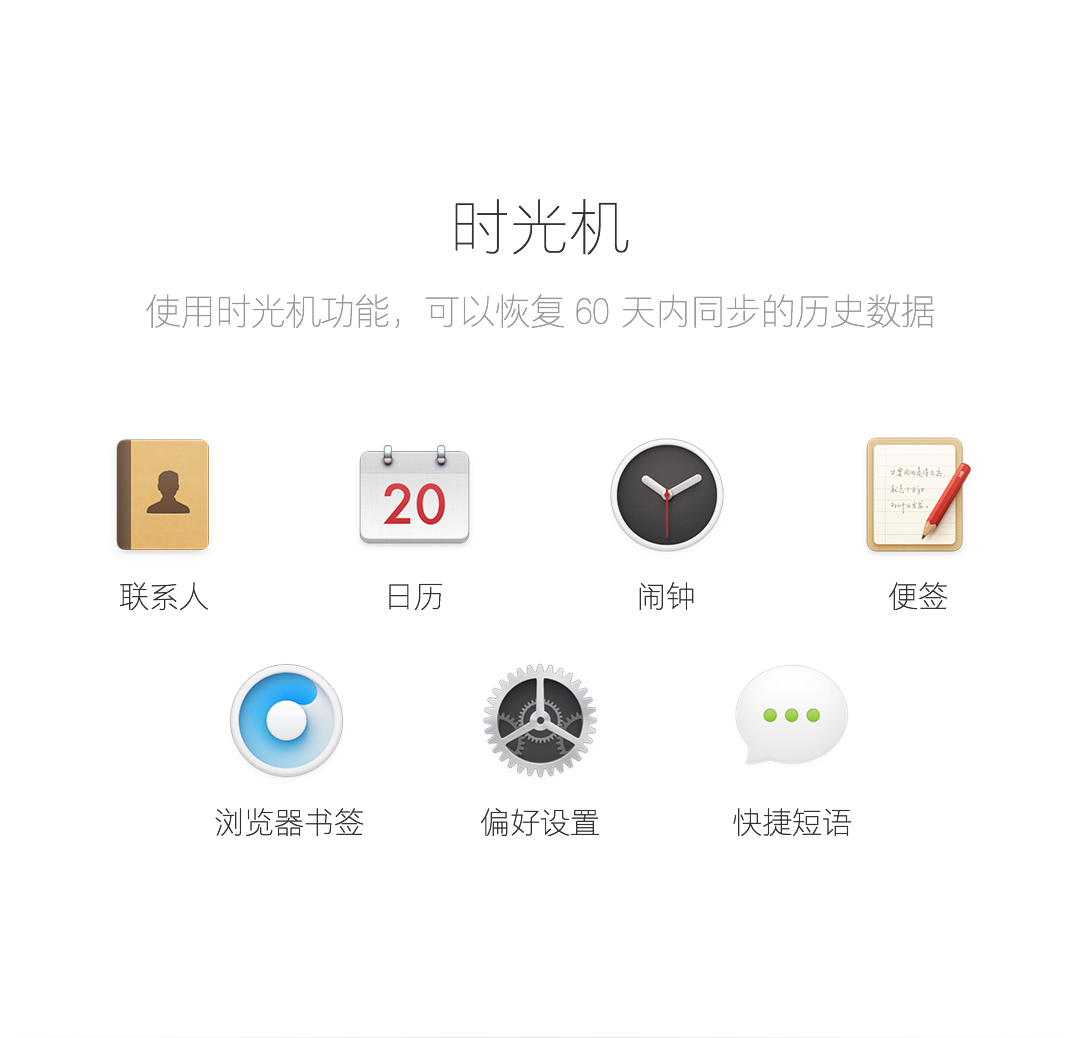 时光机
使用时光机功能，可以恢复 60 天内同步的历史数据
20
联系人 日历 闹钟 便签
浏览器书签 偏好设置 快捷短语